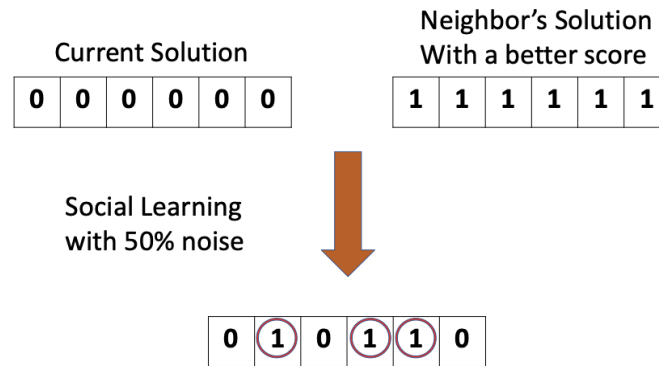 Current Solution
0 0 0 0 0 0
Neighbor's Solution
With a better score
1 1 1 1 1 1
Social Learning
with 50% noise
0 1 0 1 1 0